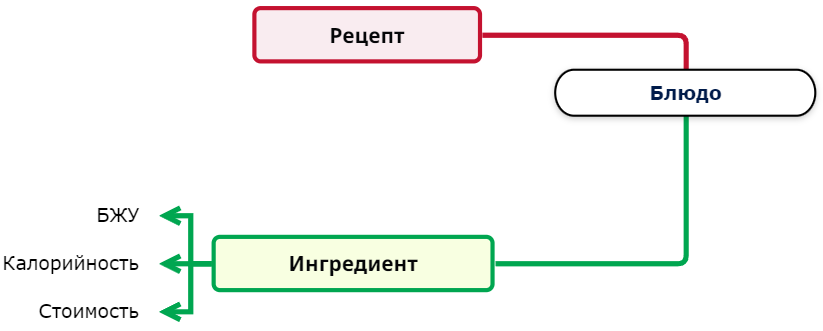 Рецепт
Блюдо
БЖУ
Калорийность
Ингредиент
Стоимость